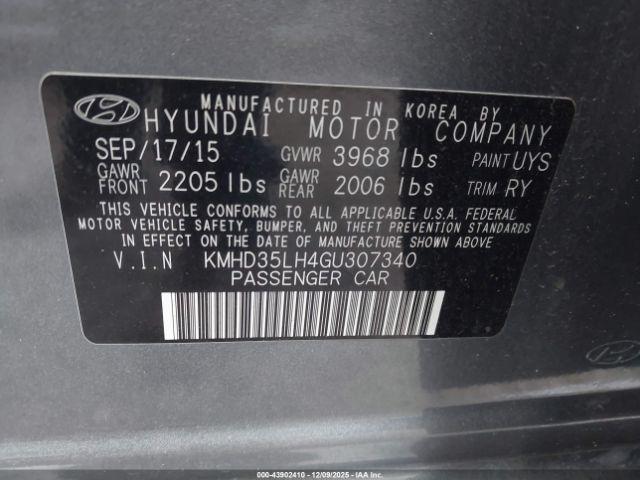 MANUFACTURED IN KOREA BY
HYUNDAI MOTOR COMPANY
SEP/17/15 GVWR 3968 lbs PAINT UYS
GAWR FRONT 2205 lbs GAWR REAR 2006 lbs TRIM RY
THIS VEHICLE CONFORMS TO ALL APPLICABLE U.S.A. FEDERAL
MOTOR VEHICLE SAFETY, BUMPER, AND THEFT PREVENTION STANDARDS
IN EFFECT ON THE DATE OF MANUFACTURE SHOWN ABOVE
V.I.N KMHD35LH4GU307340
PASSENGER CAR
000-43902410 - 12/09/2025 - IAA